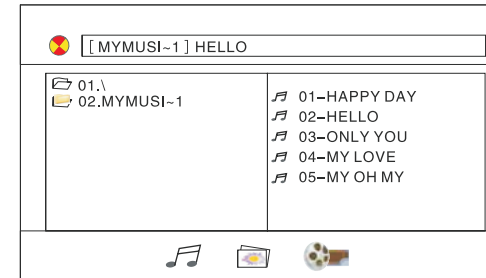 [ MYMUSI~1 ] HELLO
01.\
02.MYMUSI~1
01-HAPPY DAY
02-HELLO
03-ONLY YOU
04-MY LOVE
05-MY OH MY